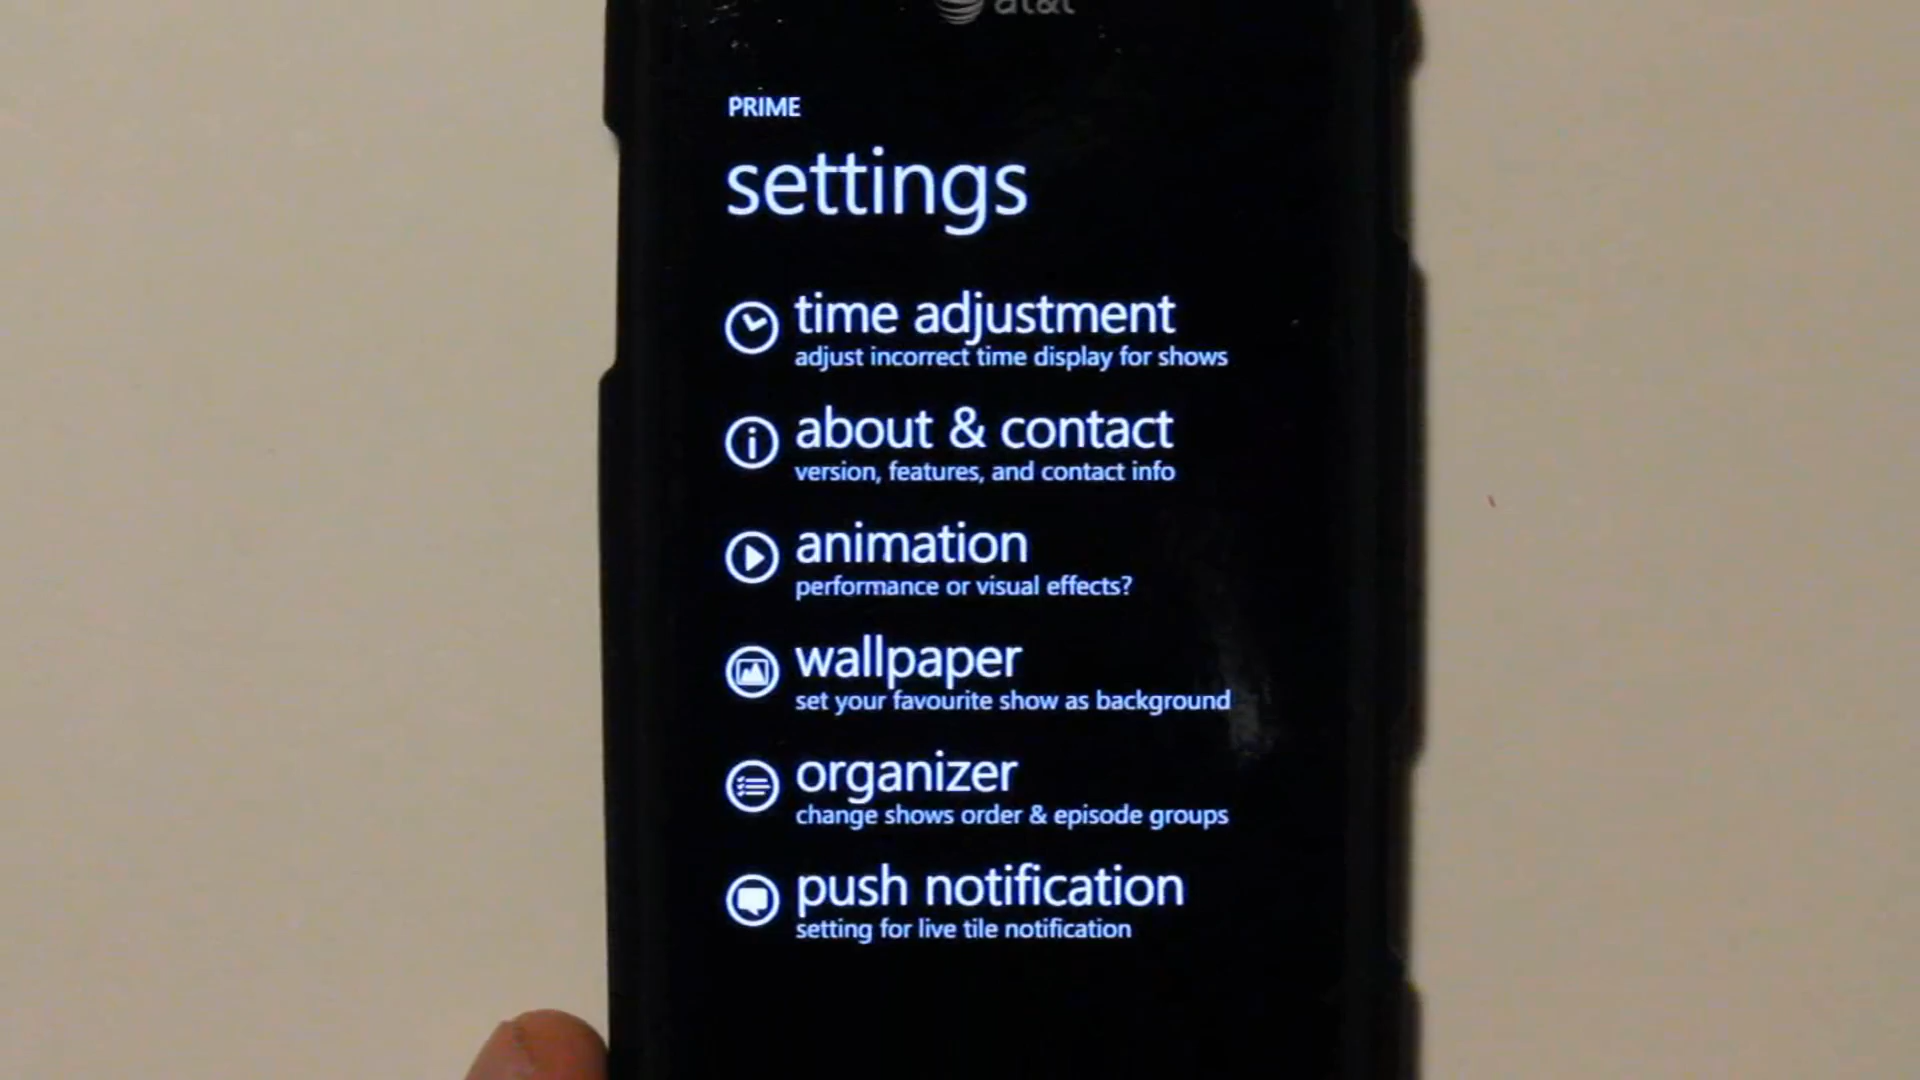 at&t
PRIME
settings
time adjustment
adjust incorrect time display for shows
about & contact
version, features, and contact info
animation
performance or visual effects?
wallpaper
set your favourite show as background
organizer
change shows order & episode groups
push notification
setting for live tile notification